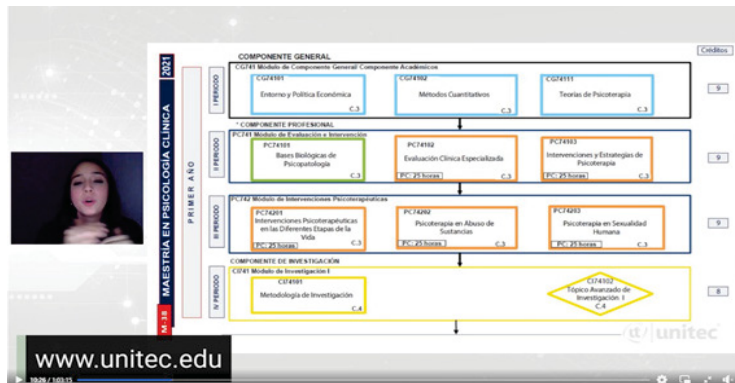 MAESTRÍA EN PSICOLOGÍA CLÍNICA 2021
M-38
PRIMER AÑO
Créditos
COMPONENTE GENERAL
CG741 Módulo de Componente General Componente Académicos
I PERIODO
CG74101
Entorno y Política Económica
C.3
CG74102
Métodos Cuantitativos
C.3
CG74111
Teorías de Psicoterapia
C.3
9
* COMPONENTE PROFESIONAL
PC741 Módulo de Evaluación e Intervención
II PERIODO
PC74101
Bases Biológicas de
Psicopatología
C.3
PC74102
Evaluación Clínica Especializada
PC: 25 horas
C.3
PC74103
Intervenciones y Estrategias de
Psicoterapia
PC: 25 horas
C.3
9
PC742 Módulo de Intervenciones Psicoterapéuticas
III PERIODO
PC74201
Intervenciones Psicoterapéuticas
en las Diferentes Etapas de la
Vida
PC: 25 horas
C.3
PC74202
Psicoterapia en Abuso de
Sustancias
PC: 25 horas
C.3
PC74203
Psicoterapia en Sexualidad
Humana
PC: 25 horas
C.3
9
COMPONENTE DE INVESTIGACIÓN
CI741 Módulo de Investigación I
IV PERIODO
CI74101
Metodología de Investigación
C.4
CI74102
Tópico Avanzado de
Investigación I
C.4
8
unitec
www.unitec.edu
10:26 / 1:03:15